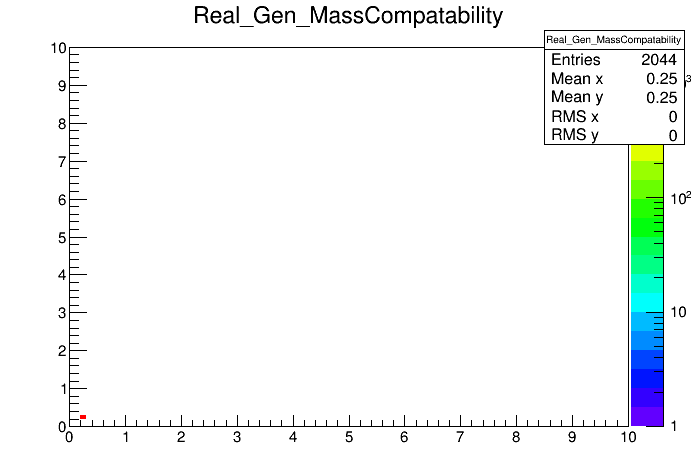 Real_Gen_MassCompatability
Real_Gen_MassCompatability
Entries 2044
Mean x 0.25
Mean y 0.25
RMS x 0
RMS y 0
10
9
8
7
6
5
4
3
2
1
0
0 1 2 3 4 5 6 7 8 9 10
3
10²
10
1